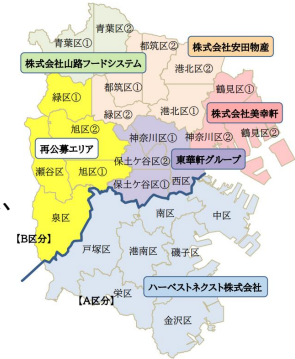 青葉区②
青葉区①
都筑区②
株式会社安田物産
株式会社山路フードシステム
港北区②
緑区①
都筑区①
鶴見区①
港北区①
株式会社美幸軒
緑区②
旭区②
神奈川区①
神奈川区②
鶴見区②
再公募エリア
保土ケ谷区②
東華軒グループ
瀬谷区
旭区①
保土ケ谷区①
西区
、
泉区
南区
中区
【B区分】
戸塚区
港南区
磯子区
【A区分】
栄区
ハーベストネクスト株式会社
金沢区